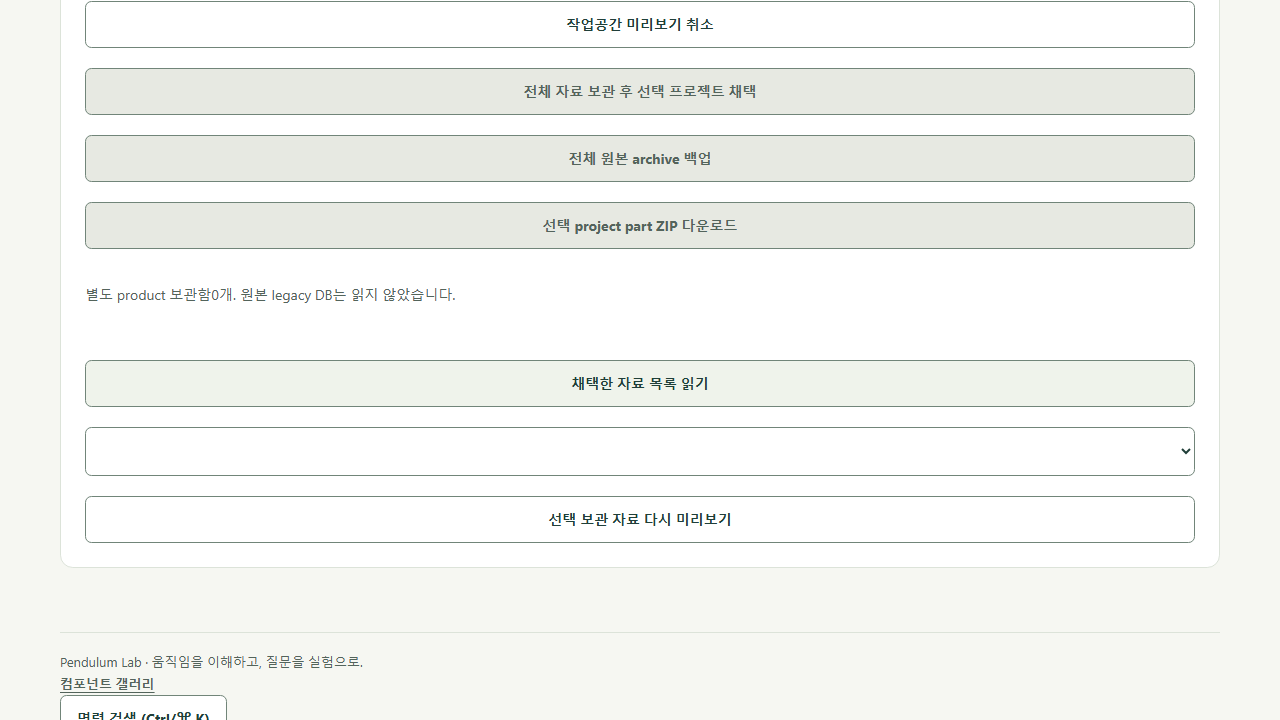 작업공간 미리보기 취소
전체 자료 보관 후 선택 프로젝트 채택
전체 원본 archive 백업
선택 project part ZIP 다운로드
별도 product 보관함0개. 원본 legacy DB는 읽지 않았습니다.
채택한 자료 목록 읽기
선택 보관 자료 다시 미리보기
Pendulum Lab · 움직임을 이해하고, 질문을 실험으로.
컴포넌트 갤러리
명령 검색 (Ctrl/⌘ K)